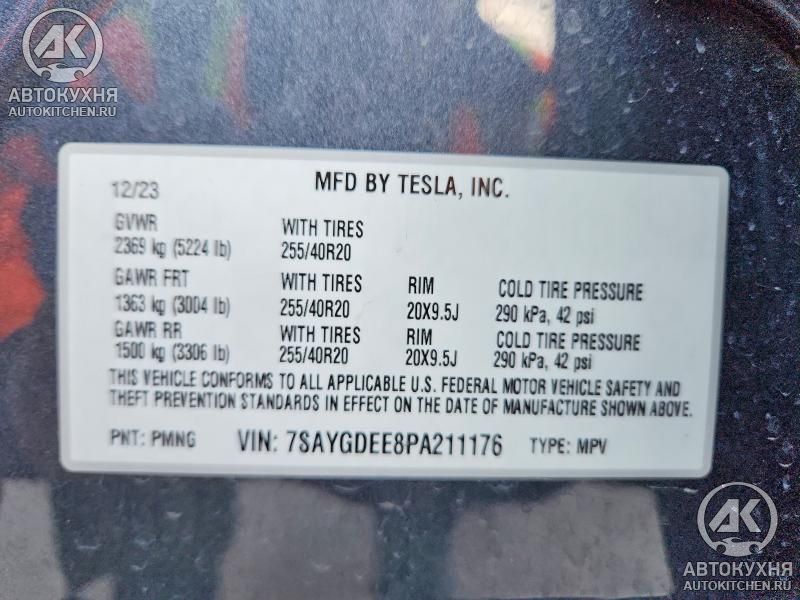 AK
АВТОКУХНЯ
AUTOKITCHEN.RU
12/23 MFD BY TESLA, INC.
GVWR WITH TIRES
2369 kg (5224 lb) 255/40R20
GAWR FRT WITH TIRES RIM COLD TIRE PRESSURE
1363 kg (3004 lb) 255/40R20 20X9.5J 290 kPa, 42 psi
GAWR RR WITH TIRES RIM COLD TIRE PRESSURE
1500 kg (3306 lb) 255/40R20 20X9.5J 290 kPa, 42 psi
THIS VEHICLE CONFORMS TO ALL APPLICABLE U.S. FEDERAL MOTOR VEHICLE SAFETY AND
THEFT PREVENTION STANDARDS IN EFFECT ON THE DATE OF MANUFACTURE SHOWN ABOVE.
PNT: PMNG VIN: 7SAYGDEE8PA211176 TYPE: MPV
AK
АВТОКУХНЯ
AUTOKITCHEN.RU